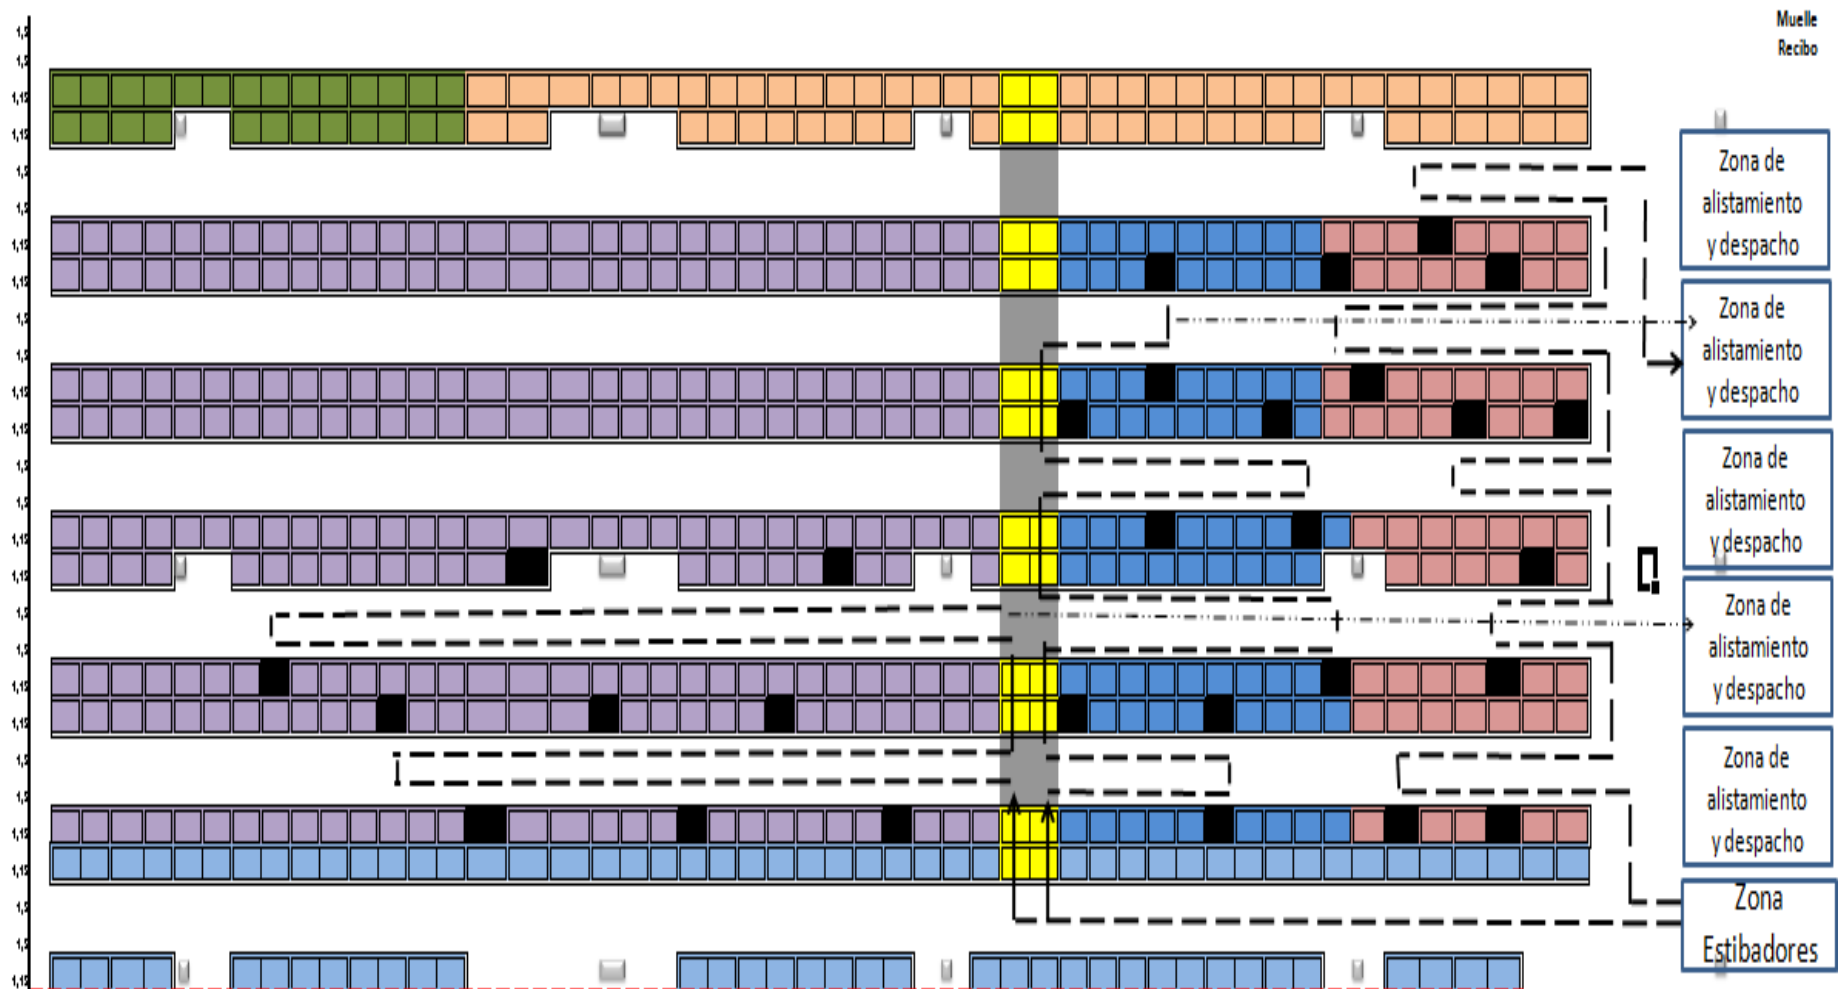 Muelle
Recibo
Zona de
alistamiento
y despacho
Zona de
alistamiento
y despacho
Zona de
alistamiento
y despacho
Zona de
alistamiento
y despacho
Zona de
alistamiento
y despacho
Zona
Estibadores